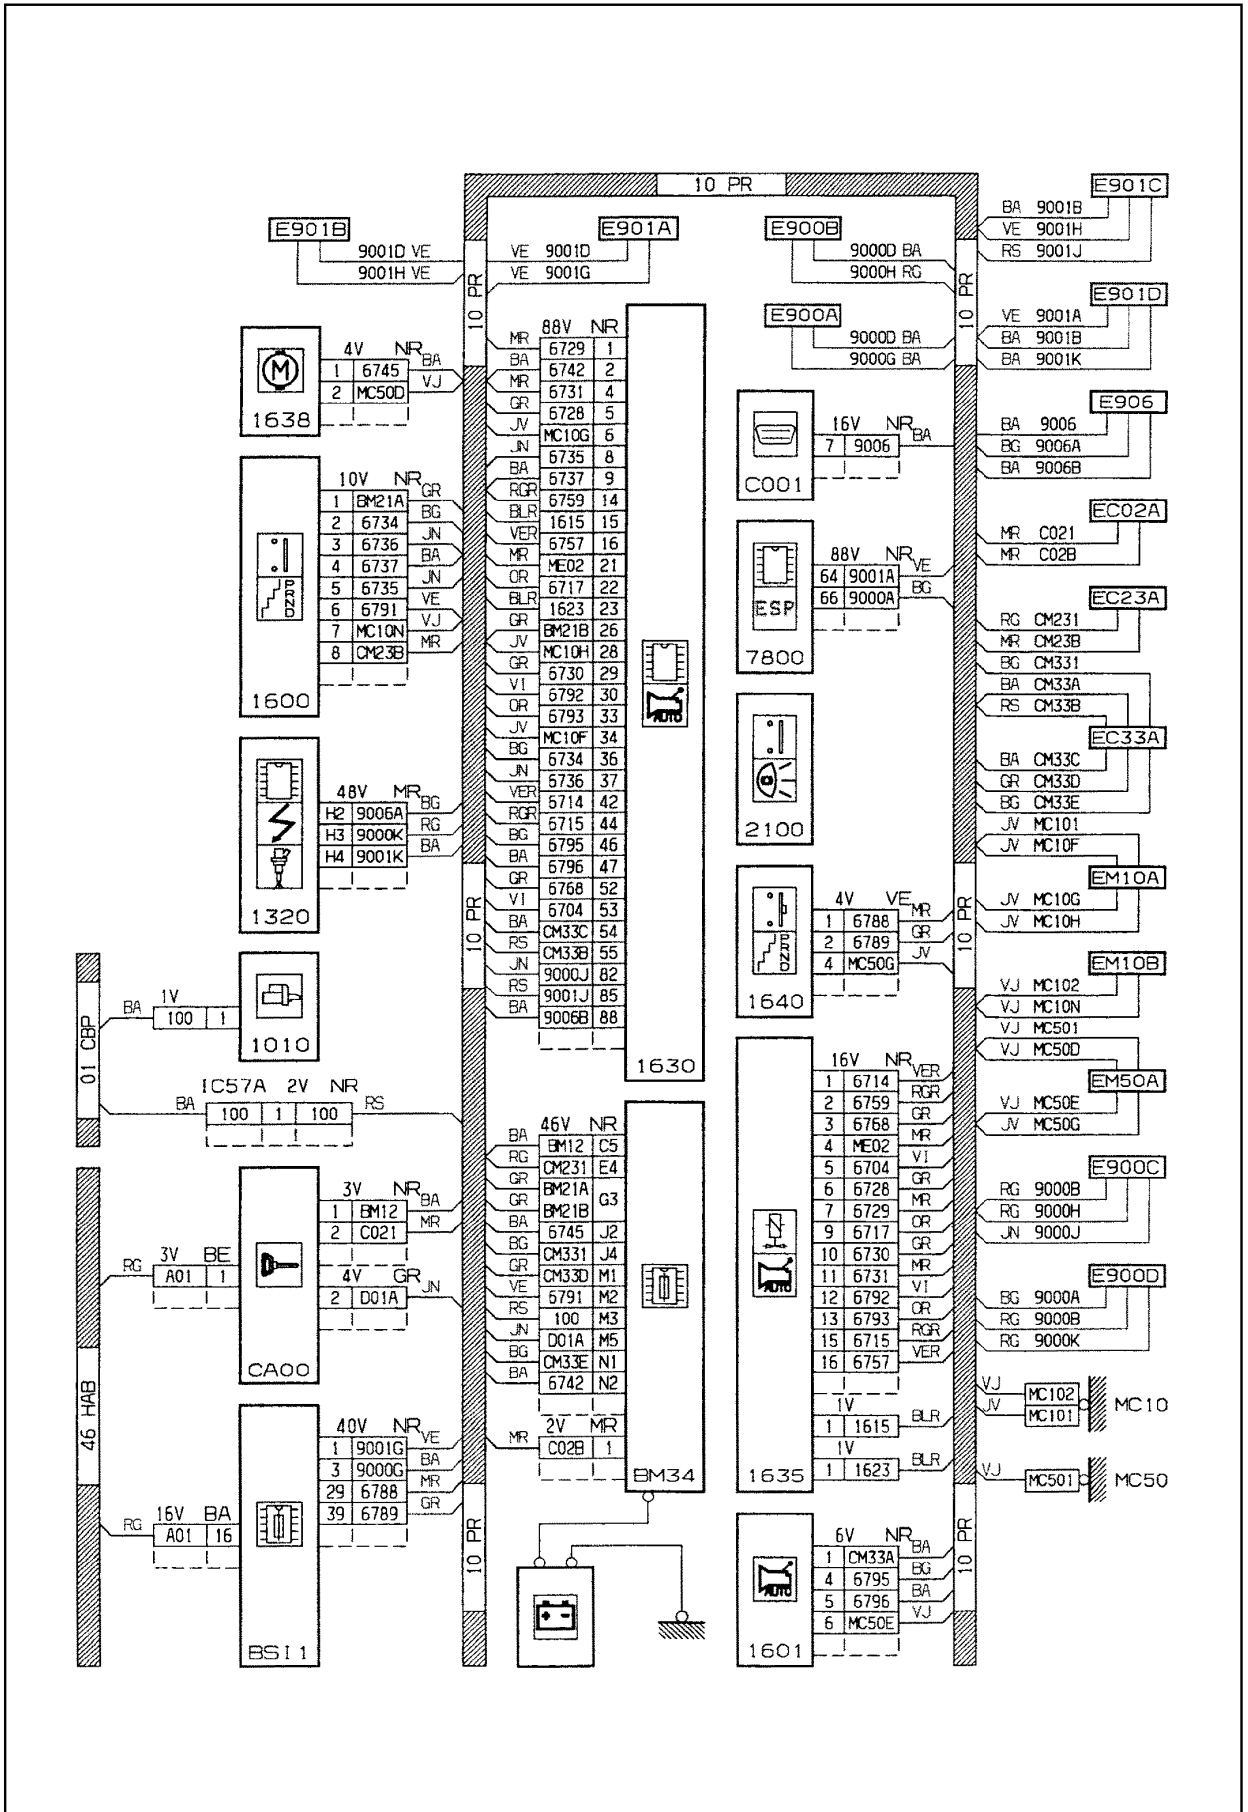 10 PR
E901B
9001D VE
9001H VE
E901A
VE 9001D
VE 9001G
10 PR
E900B
9000D BA
9000H RG
E900A
9000D BA
9000G BA
10 PR
E901C
BA 9001B
VE 9001H
RS 9001J
E901D
VE 9001A
BA 9001B
BA 9001K
E906
BA 9006
BG 9006A
BA 9006B
EC02A
MR C021
MR C02B
EC23A
RG CM231
MR CM23B
BG CM331
BA CM33A
RS CM33B
EC33A
BA CM33C
GR CM33D
BG CM33E
JV MC101
JV MC10F
EM10A
JV MC10G
JV MC10H
EM10B
VJ MC102
VJ MC10N
VJ MC501
VJ MC50D
EM50A
VJ MC50E
JV MC50G
E900C
RG 9000B
RG 9000H
JN 9000J
E900D
BG 9000A
RG 9000B
RG 9000K
VJ MC102
JV MC101
MC10
VJ MC501
MC50
M
1638
4V NR
1 6745 BA
2 MC50D VJ
PRND
1600
10V NR
1 BM21A GR
2 6734 BG
3 6736 JN
4 6737 BA
5 6735 JN
6 6791 VE
7 MC10N VJ
8 CM23B MR
1320
48V MR
H2 9006A BG
H3 9000K RG
H4 9001K BA
10 PR
01 CBP
BA
1V
100 1
1010
IC57A 2V NR
BA 100 1 100 RS
46 HAB
3V BE
RG A01 1
CA00
3V NR
1 BM12 BA
2 C021 MR
4V GR
2 D01A JN
16V BA
RG A01 16
BSI1
40V NR
1 9001G VE
3 9000G BA
29 6788 MR
39 6789 GR
10 PR
88V NR
MR 6729 1
BA 6742 2
MR 6731 4
GR 6728 5
JV MC10G 6
JN 6735 8
BA 6737 9
RGR 6759 14
BLR 1615 15
VER 6757 16
MR ME02 21
OR 6717 22
BLR 1623 23
GR BM21B 26
JV MC10H 28
GR 6730 29
VI 6792 30
OR 6793 33
JV MC10F 34
BG 6734 36
JN 6736 37
VER 6714 42
RGR 6715 44
BG 6795 46
BA 6796 47
GR 6768 52
VI 6704 53
BA CM33C 54
RS CM33B 55
JN 9000J 82
RS 9001J 85
BA 9006B 88
AUTO
1630
46V NR
BA BM12 C5
RG CM231 E4
GR BM21A G3
GR BM21B
BA 6745 J2
BG CM331 J4
GR CM33D M1
VE 6791 M2
RS 100 M3
JN D01A M5
BG CM33E N1
BA 6742 N2
2V MR
MR C02B 1
BM34
+ -
C001
16V NR
7 9006 BA
ESP
7800
88V NR
64 9001A VE
66 9000A BG
2100
PRND
1640
4V VE
1 6788 MR
2 6789 GR
4 MC50G JV
10 PR
AUTO
1635
16V NR
1 6714 VER
2 6759 RGR
3 6768 GR
4 ME02 MR
5 6704 VI
6 6728 GR
7 6729 MR
9 6717 OR
10 6730 GR
11 6731 MR
12 6792 VI
13 6793 OR
15 6715 RGR
16 6757 VER
1V
1 1615 BLR
1V
1 1623 BLR
AUTO
1601
6V NR
1 CM33A BA
4 6795 BG
5 6796 BA
6 MC50E VJ
10 PR